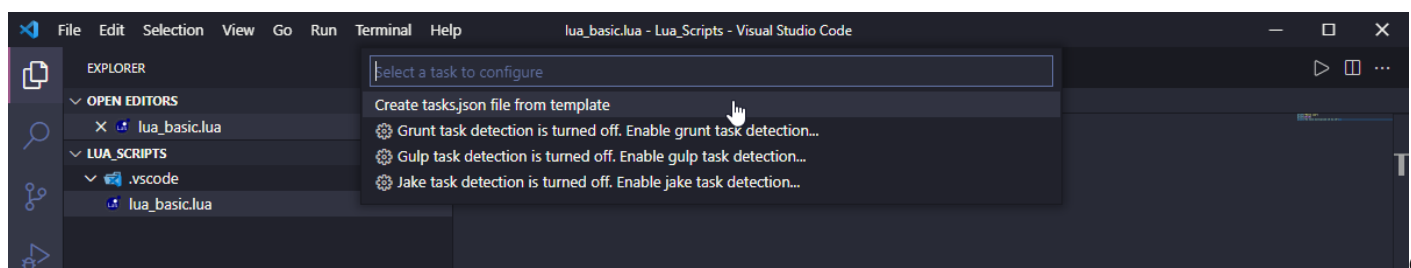 File Edit Selection View Go Run Terminal Help lua_basic.lua - Lua_Scripts - Visual Studio Code
EXPLORER
Select a task to configure
OPEN EDITORS
Create tasks.json file from template
lua_basic.lua
Grunt task detection is turned off. Enable grunt task detection...
LUA_SCRIPTS
Gulp task detection is turned off. Enable gulp task detection...
.vscode
Jake task detection is turned off. Enable jake task detection...
lua_basic.lua